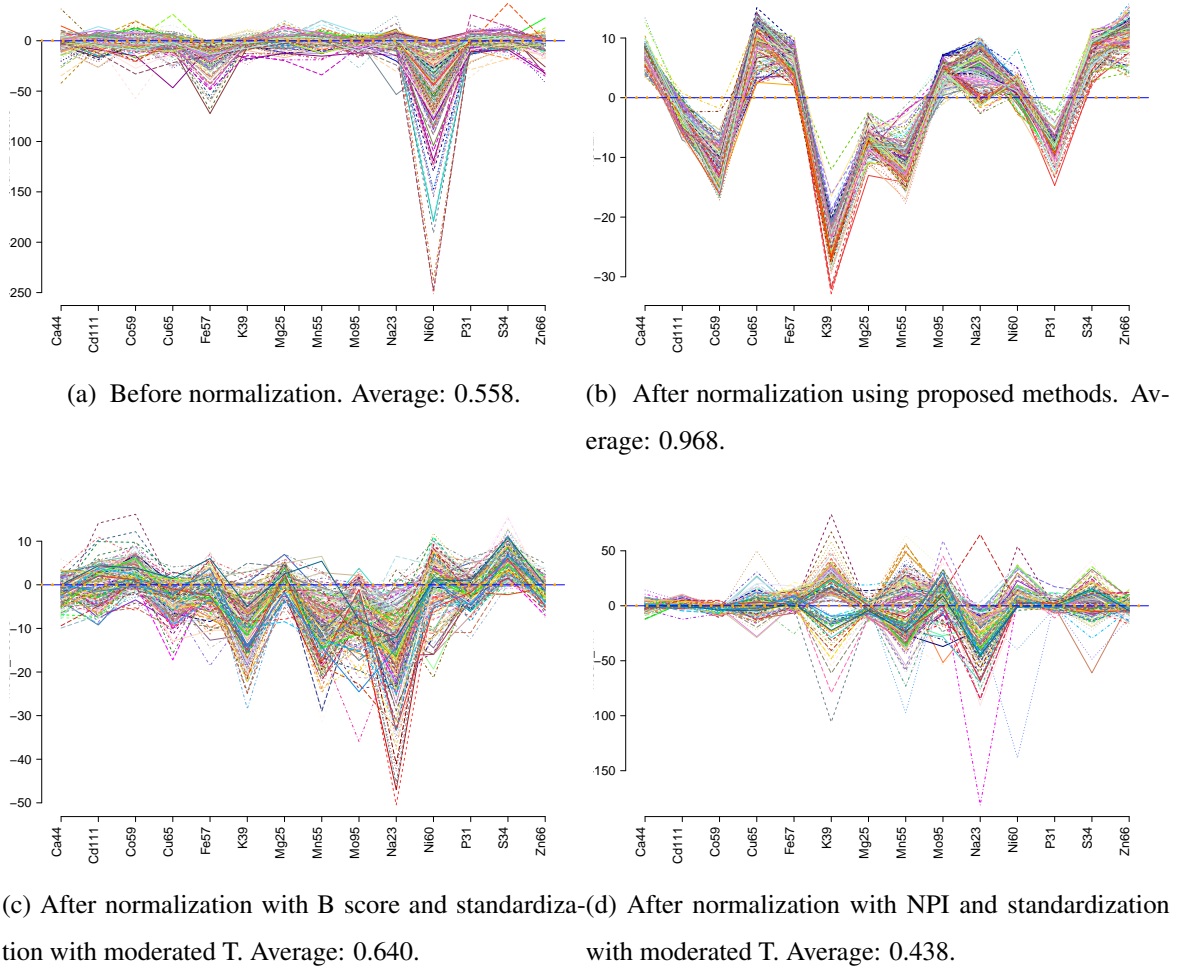 0
−50
100
150
200
250
Ca44
Cd111
Co59
Cu65
Fe57
K39
Mg25
Mn55
Mo95
Na23
Ni60
P31
S34
Zn66
(a) Before normalization. Average: 0.558.
10
0
−10
−20
−30
Ca44
Cd111
Co59
Cu65
Fe57
K39
Mg25
Mn55
Mo95
Na23
Ni60
P31
S34
Zn66
(b) After normalization using proposed methods. Av-
erage: 0.968.
10
0
−10
−20
−30
−40
−50
Ca44
Cd111
Co59
Cu65
Fe57
K39
Mg25
Mn55
Mo95
Na23
Ni60
P31
S34
Zn66
(c) After normalization with B score and standardiza-
tion with moderated T. Average: 0.640.
50
0
−50
100
150
Ca44
Cd111
Co59
Cu65
Fe57
K39
Mg25
Mn55
Mo95
Na23
Ni60
P31
S34
Zn66
(d) After normalization with NPI and standardization
with moderated T. Average: 0.438.